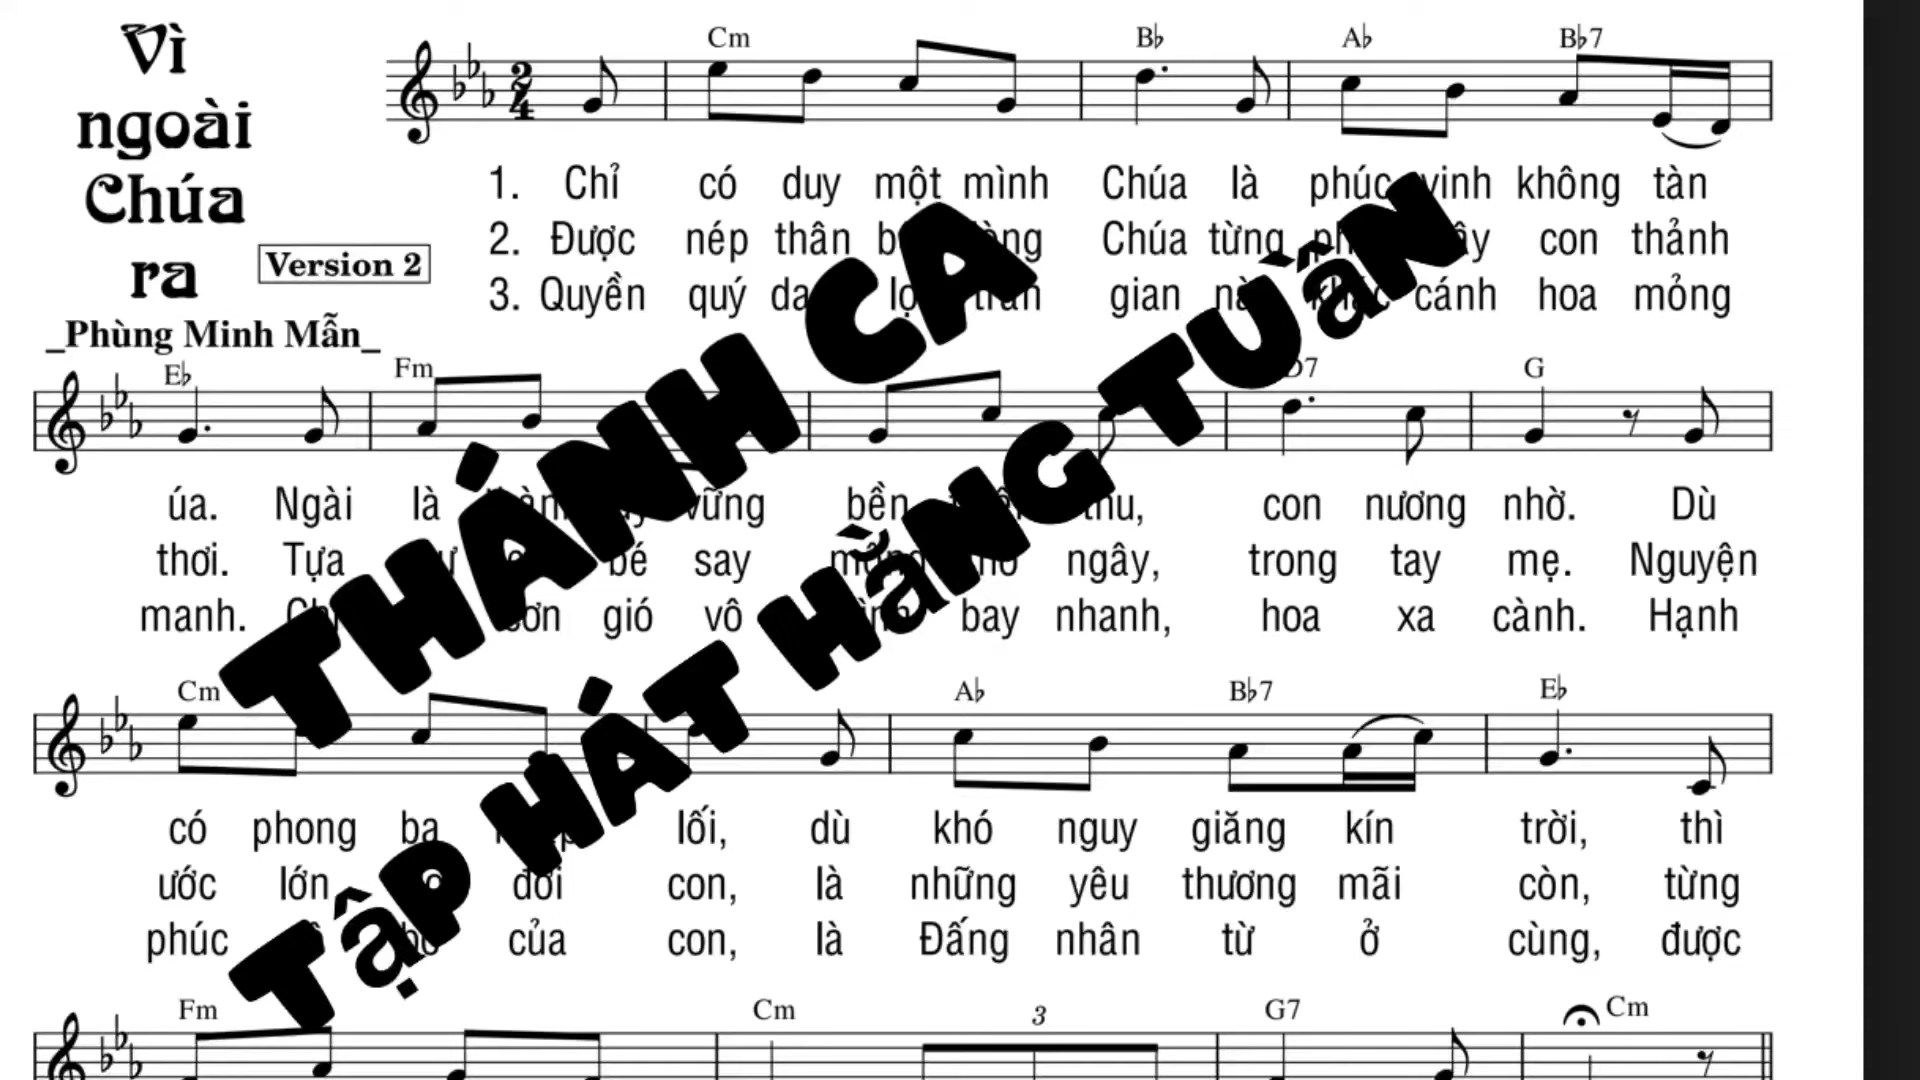 Vì
ngoài
Chúa
ra
Version 2
_Phùng Minh Mẫn_
Cm B♭ A♭ B♭7
2
4
1. Chỉ có duy một mình Chúa là phúc vinh không tàn
2. Được nép thân Chúa từng con thảnh
3. Quyền quý gian cánh hoa mỏng
E♭ Fm D7 G
úa. Ngài là vững bền thu, con nương nhờ. Dù
thơi. Tựa bé say ngây, trong tay mẹ. Nguyện
manh. gió vô bay nhanh, hoa xa cành. Hạnh
Cm A♭ B♭7 E♭
có phong ba lối, dù khó nguy giăng kín trời, thì
ước lớn đời con, là những yêu thương mãi còn, từng
phúc của con, là Đấng nhân từ ở cùng, được
Fm Cm 3 G7 Cm
THÁNH CA
TậP HÁT HằNG TUẦN